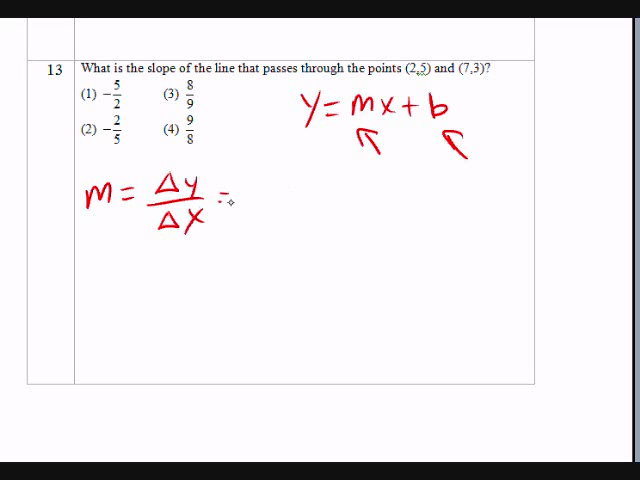 13 What is the slope of the line that passes through the points (2,5) and (7,3)?
(1) −5/2 (3) 8/9
(2) −2/5 (4) 9/8
y = mx + b
m = Δy/Δx =